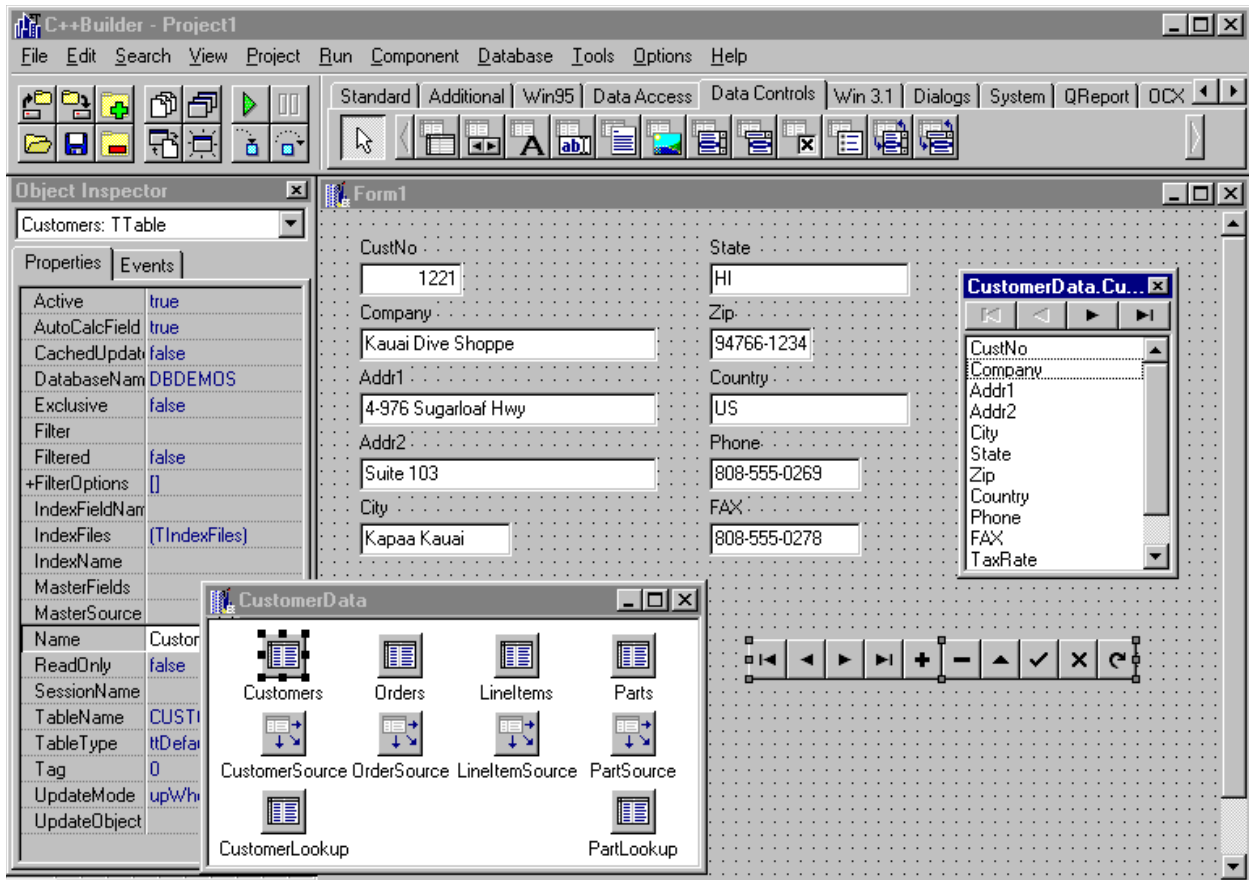 C++Builder - Project1
File Edit Search View Project Run Component Database Tools Options Help
Standard Additional Win95 Data Access Data Controls Win 3.1 Dialogs System QReport OCX
Object Inspector
Customers: TTable
Properties Events
Active true
AutoCalcField true
CachedUpdat false
DatabaseNam DBDEMOS
Exclusive false
Filter
Filtered false
+FilterOptions []
IndexFieldNam
IndexFiles (TIndexFiles)
IndexName
MasterFields
MasterSource
Name Custor
ReadOnly false
SessionName
TableName CUST
TableType ttDefa
Tag 0
UpdateMode upWh
UpdateObject
Form1
CustNo
1221
Company
Kauai Dive Shoppe
Addr1
4-976 Sugarloaf Hwy
Addr2
Suite 103
City
Kapaa Kauai
State
HI
Zip
94766-1234
Country
US
Phone
808-555-0269
FAX
808-555-0278
CustomerData.Cu...
CustNo
Company
Addr1
Addr2
City
State
Zip
Country
Phone
FAX
TaxRate
CustomerData
Customers Orders LineItems Parts
CustomerSource OrderSource LineItemSource PartSource
CustomerLookup PartLookup